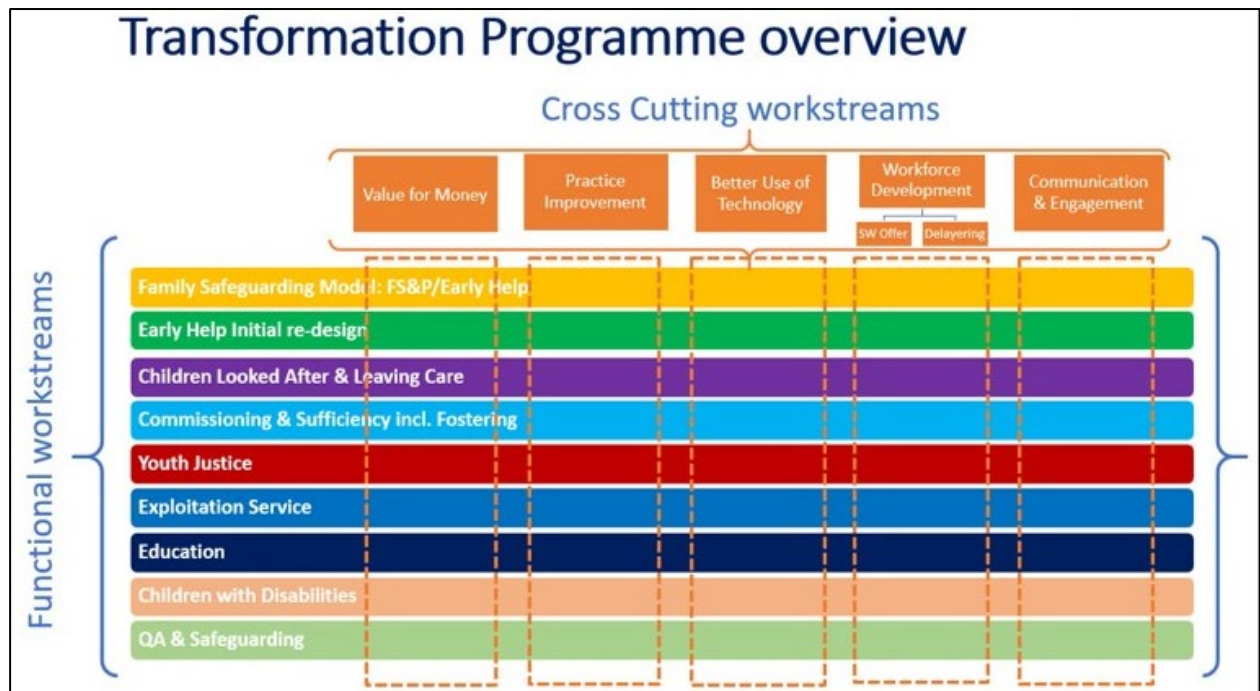 Transformation Programme overview
Cross Cutting workstreams
Value for Money
Practice
Improvement
Better Use of
Technology
Workforce
Development
Communication
& Engagement
SW Offer
Delayering
Functional workstreams
Family Safeguarding Model: FS&P/Early Help
Early Help Initial re-design
Children Looked After & Leaving Care
Commissioning & Sufficiency incl. Fostering
Youth Justice
Exploitation Service
Education
Children with Disabilities
QA & Safeguarding